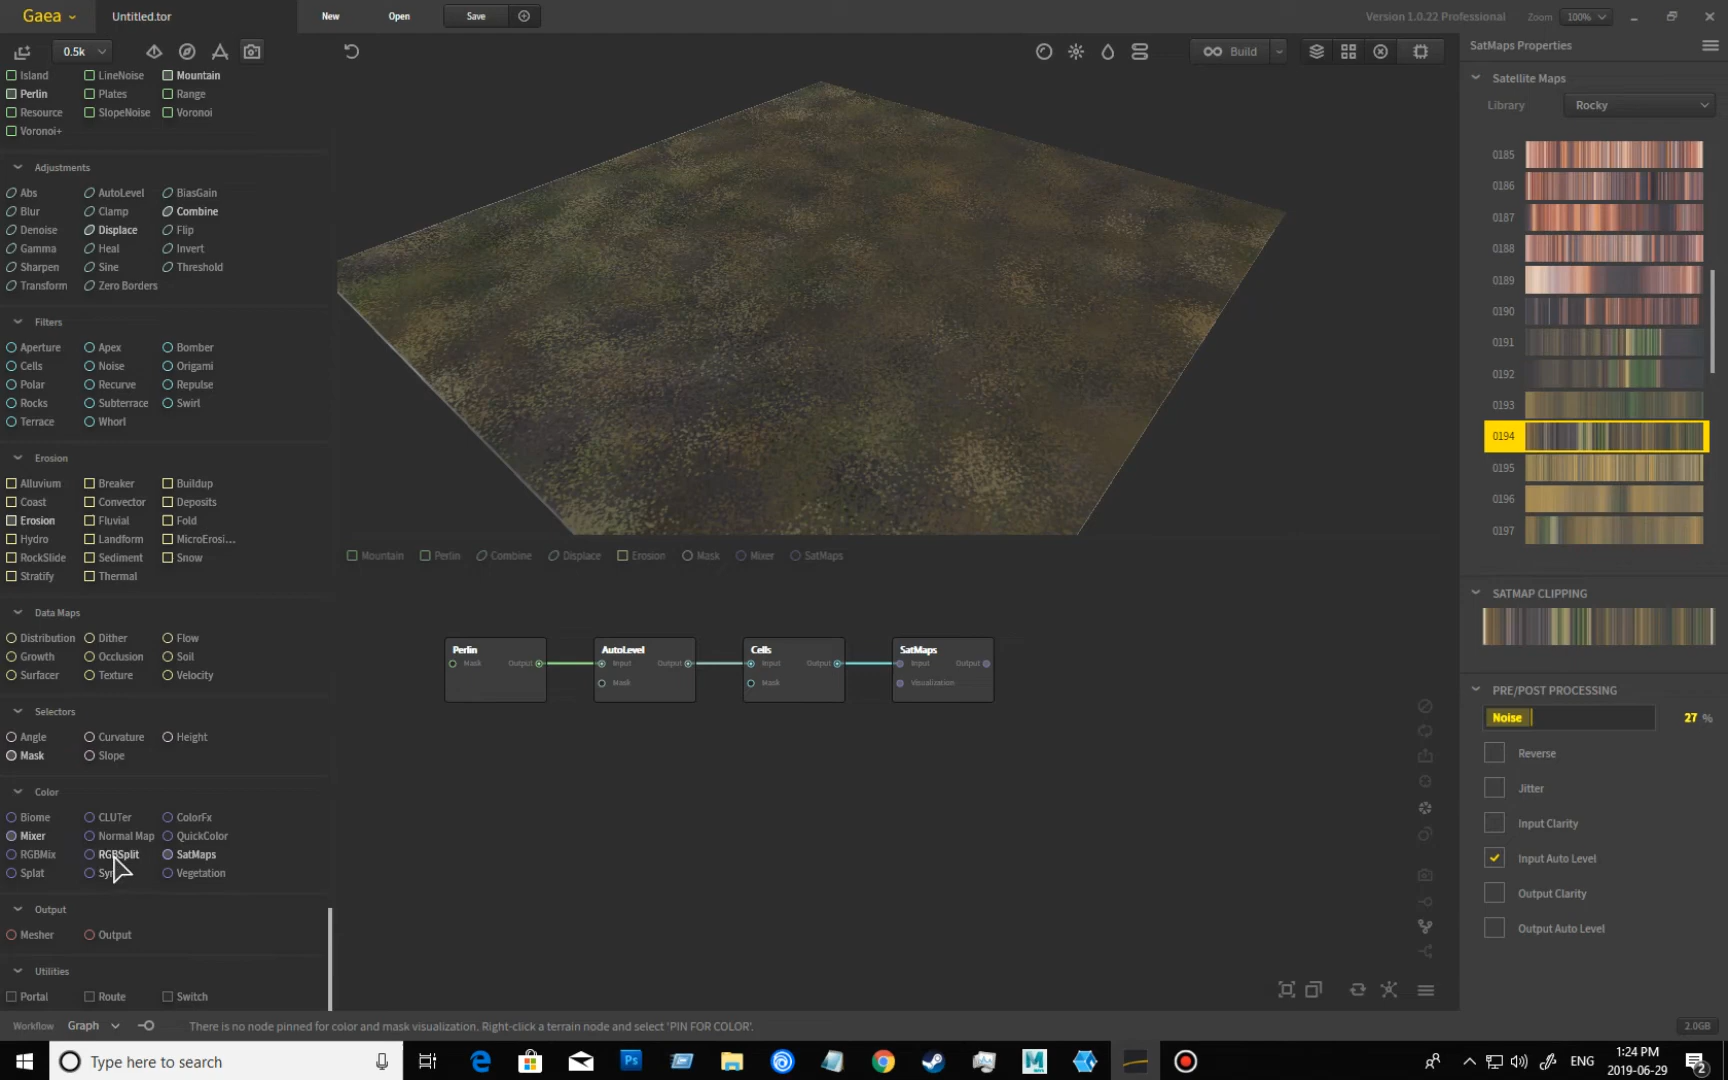 Gaea
Untitled.tor
New
Open
Save
Version 1.0.22 Professional
Zoom
100%
0.5k
Build
Island
LineNoise
Mountain
Perlin
Plates
Range
Resource
SlopeNoise
Voronoi
Voronoi+
Adjustments
Abs
AutoLevel
BiasGain
Blur
Clamp
Combine
Denoise
Displace
Flip
Gamma
Heal
Invert
Sharpen
Sine
Threshold
Transform
Zero Borders
Filters
Aperture
Apex
Bomber
Cells
Noise
Origami
Polar
Recurve
Repulse
Rocks
Subterrace
Swirl
Terrace
Whorl
Erosion
Alluvium
Breaker
Buildup
Coast
Convector
Deposits
Erosion
Fluvial
Fold
Hydro
Landform
MicroErosi...
RockSlide
Sediment
Snow
Stratify
Thermal
Data Maps
Distribution
Dither
Flow
Growth
Occlusion
Soil
Surfacer
Texture
Velocity
Selectors
Angle
Curvature
Height
Mask
Slope
Color
Biome
CLUTer
ColorFx
Mixer
Normal Map
QuickColor
RGBMix
RGBSplit
SatMaps
Splat
Vegetation
Output
Mesher
Output
Utilities
Portal
Route
Switch
Mountain
Perlin
Combine
Displace
Erosion
Mask
Mixer
SatMaps
Perlin
Mask
Output
AutoLevel
Input
Output
Mask
Cells
Input
Output
Mask
SatMaps
Input
Output
Visualization
SatMaps Properties
Satellite Maps
Library
Rocky
0185
0186
0187
0188
0189
0190
0191
0192
0193
0194
0195
0196
0197
SATMAP CLIPPING
PRE/POST PROCESSING
Noise
27 %
Reverse
Jitter
Input Clarity
Input Auto Level
Output Clarity
Output Auto Level
Workflow
Graph
There is no node pinned for color and mask visualization. Right-click a terrain node and select 'PIN FOR COLOR'.
2.0GB
Type here to search
Ps
M
ENG
1:24 PM
2019-06-29
2